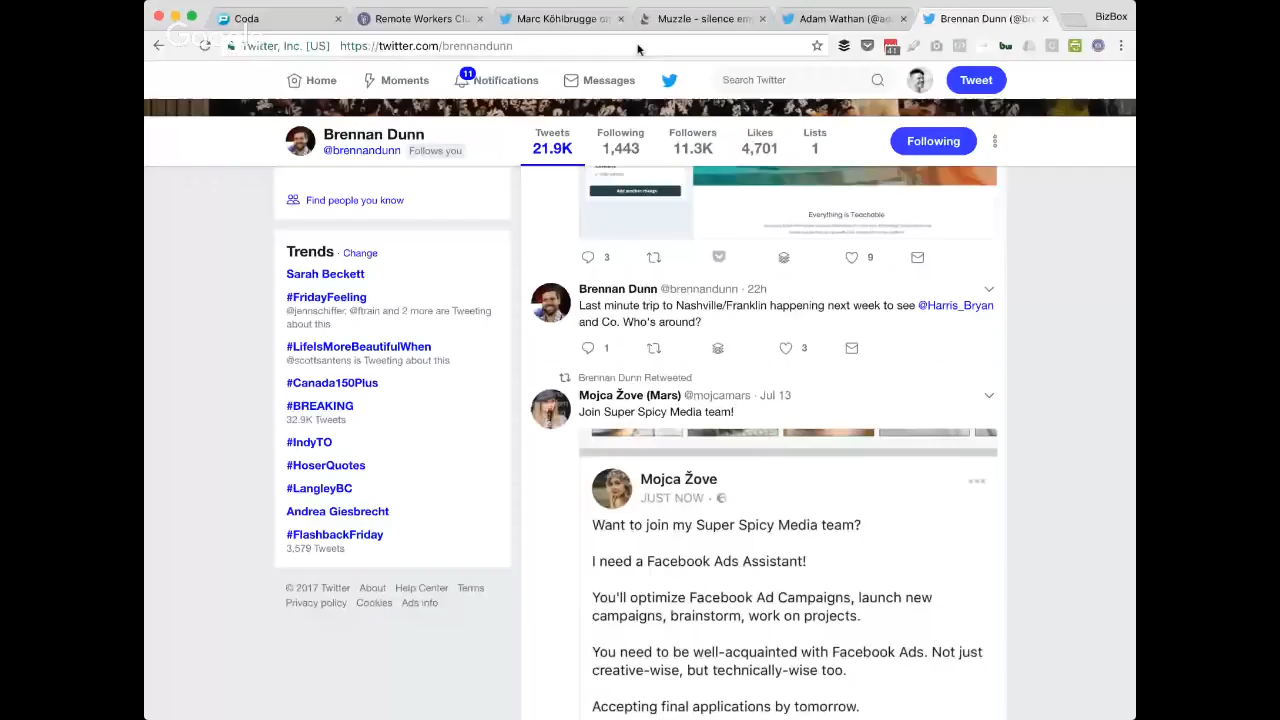 Coda
Remote Workers Clu
Marc Köhlbrugge on
Muzzle - silence em
Adam Wathan (@a
Brennan Dunn (@br
BizBox
Twitter, Inc. [US]
https://twitter.com/brennandunn
Home
Moments
11
Notifications
Messages
Search Twitter
Tweet
Brennan Dunn
@brennandunn Follows you
Tweets
21.9K
Following
1,443
Followers
11.3K
Likes
4,701
Lists
1
Following
Find people you know
Trends · Change
Sarah Beckett
#FridayFeeling
@jennschiffer, @ftrain and 2 more are Tweeting
about this
#LifeIsMoreBeautifulWhen
@scottsantens is Tweeting about this
#Canada150Plus
#BREAKING
32.9K Tweets
#IndyTO
#HoserQuotes
#LangleyBC
Andrea Giesbrecht
#FlashbackFriday
3,579 Tweets
© 2017 Twitter About Help Center Terms
Privacy policy Cookies Ads info
Everything is Teachable
3
9
Brennan Dunn @brennandunn · 22h
Last minute trip to Nashville/Franklin happening next week to see @Harris_Bryan
and Co. Who's around?
1
3
Brennan Dunn Retweeted
Mojca Žove (Mars) @mojcamars · Jul 13
Join Super Spicy Media team!
Mojca Žove
JUST NOW ·
Want to join my Super Spicy Media team?
I need a Facebook Ads Assistant!
You'll optimize Facebook Ad Campaigns, launch new
campaigns, brainstorm, work on projects.
You need to be well-acquainted with Facebook Ads. Not just
creative-wise, but technically-wise too.
Accepting final applications by tomorrow.